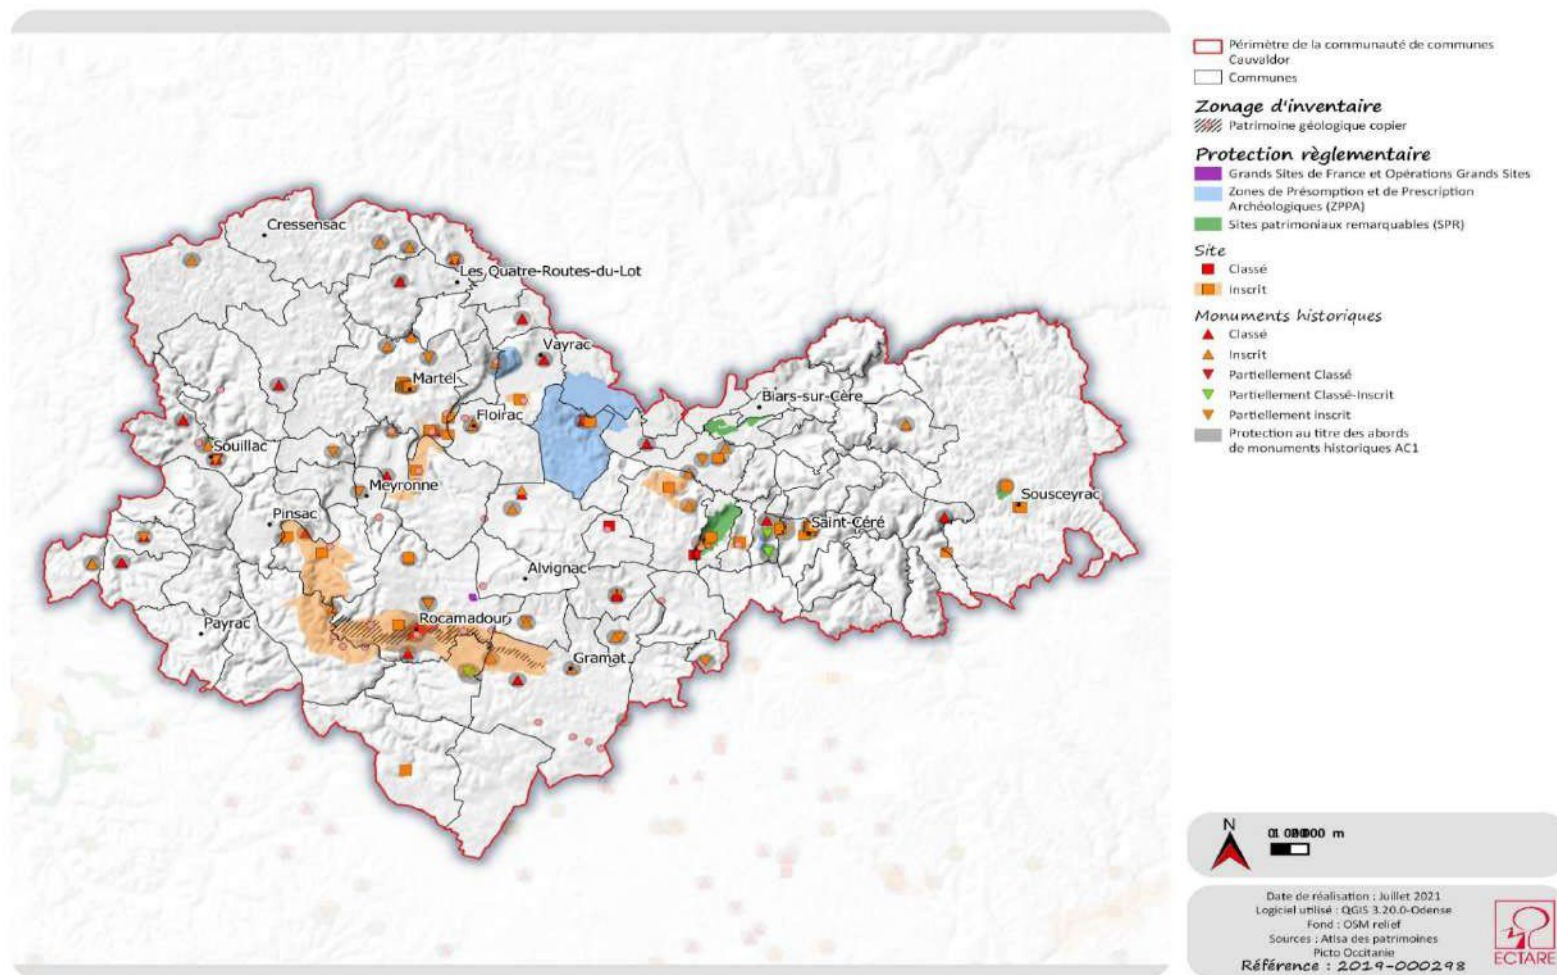 Périmètre de la communauté de communes
Cauvaldor
Communes
Zonage d'inventaire
Patrimoine géologique copier
Protection règlementaire
Grands Sites de France et Opérations Grands Sites
Zones de Présomption et de Prescription
Archéologiques (ZPPA)
Sites patrimoniaux remarquables (SPR)
Site
Classé
Inscrit
Monuments historiques
Classé
Inscrit
Partiellement Classé
Partiellement Classé-Inscrit
Partiellement Inscrit
Protection au titre des abords
de monuments historiques AC1
Cressensac
Les Quatre-Routes-du-Lot
Vayrac
Martel
Biars-sur-Cère
Floirac
Souillac
Meyronne
Sousceyrac
Pinsac
Saint-Céré
Alvignac
Payrac
Rocamadour
Gramat
N
m
Date de réalisation : Juillet 2021
Logiciel utilisé : QGIS 3.20.0-Odense
Fond : OSM relief
Sources : Atlsa des patrimoines
Picto Occitanie
Référence : 2019-000298
ECTARE